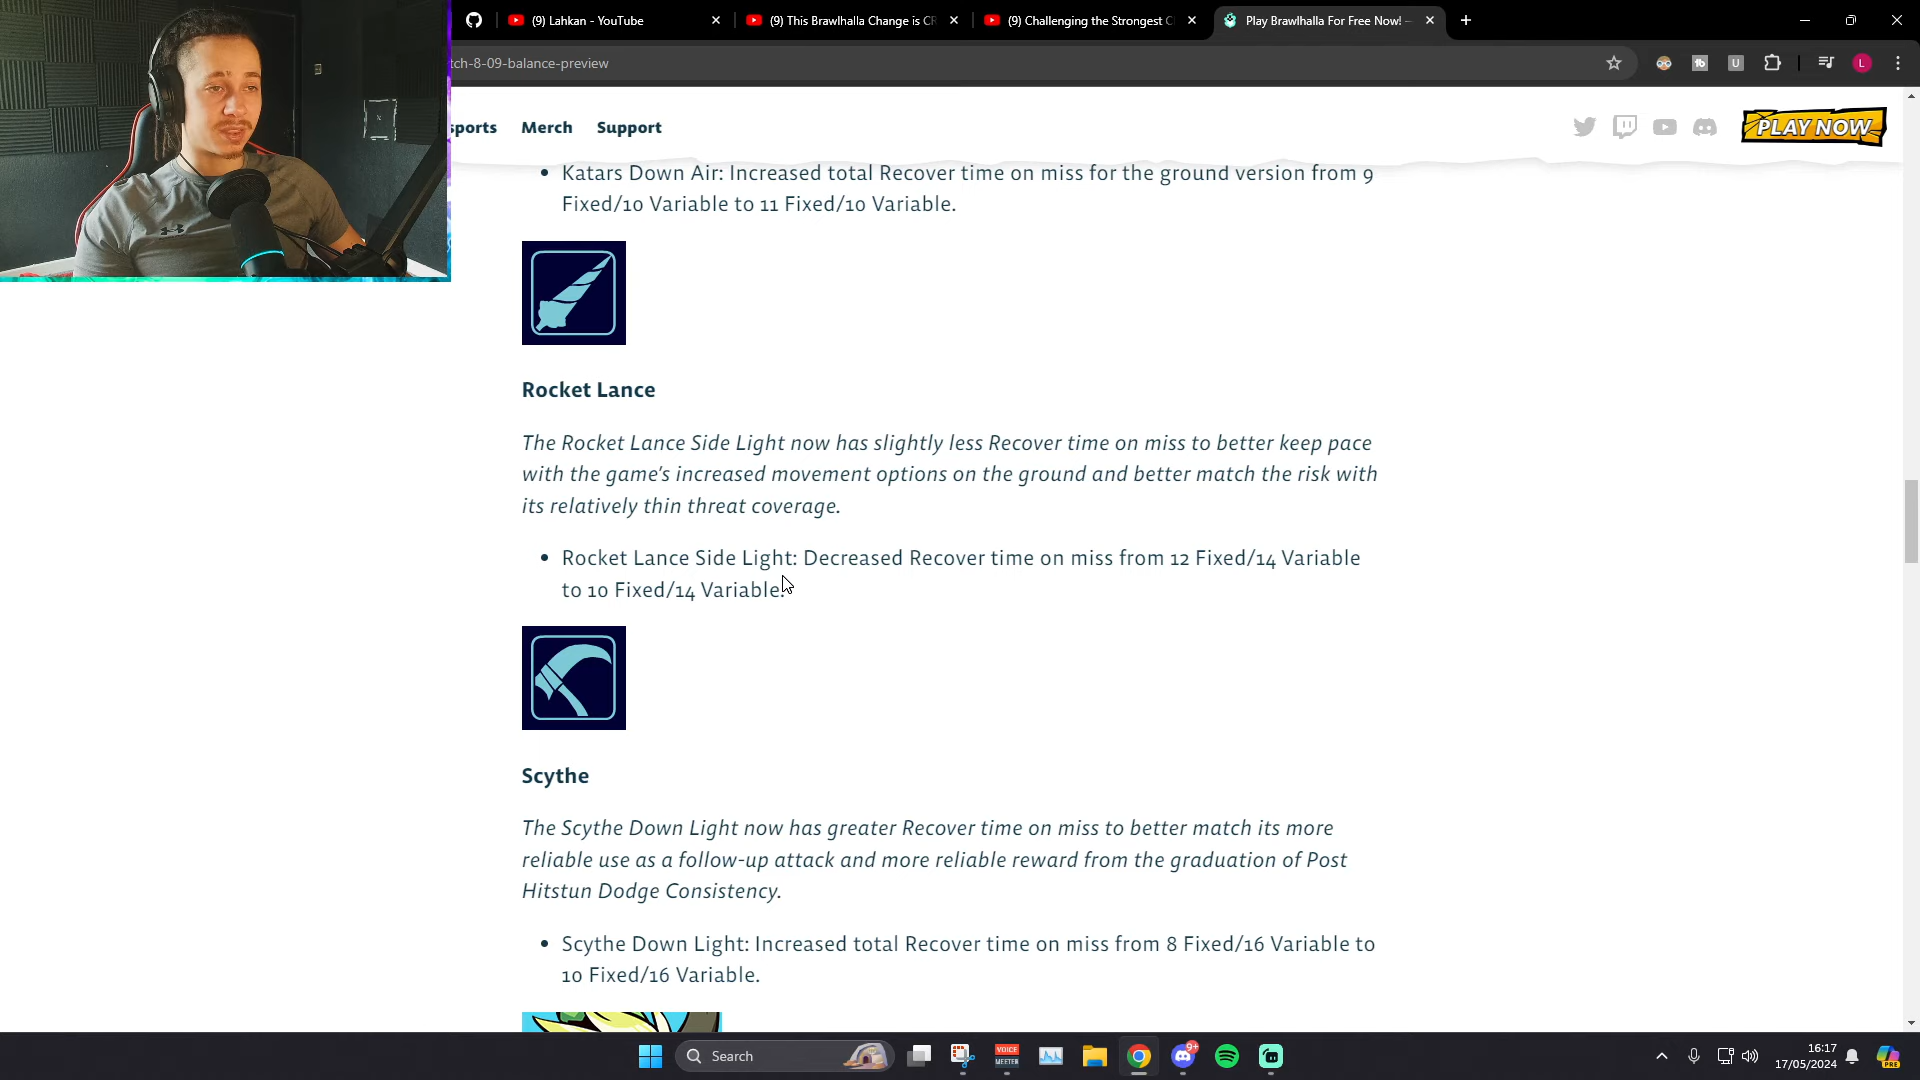 (9) Lahkan - YouTube
(9) This Brawlhalla Change is CR
(9) Challenging the Strongest C
Play Brawlhalla For Free Now! –
tch-8-09-balance-preview
L
sports Merch Support
PLAY NOW
• Katars Down Air: Increased total Recover time on miss for the ground version from 9
Fixed/10 Variable to 11 Fixed/10 Variable.
Rocket Lance
The Rocket Lance Side Light now has slightly less Recover time on miss to better keep pace
with the game's increased movement options on the ground and better match the risk with
its relatively thin threat coverage.
• Rocket Lance Side Light: Decreased Recover time on miss from 12 Fixed/14 Variable
to 10 Fixed/14 Variable.
Scythe
The Scythe Down Light now has greater Recover time on miss to better match its more
reliable use as a follow-up attack and more reliable reward from the graduation of Post
Hitstun Dodge Consistency.
• Scythe Down Light: Increased total Recover time on miss from 8 Fixed/16 Variable to
10 Fixed/16 Variable.
Search
VOICE
MEETER
9+
16:17
17/05/2024
PRE